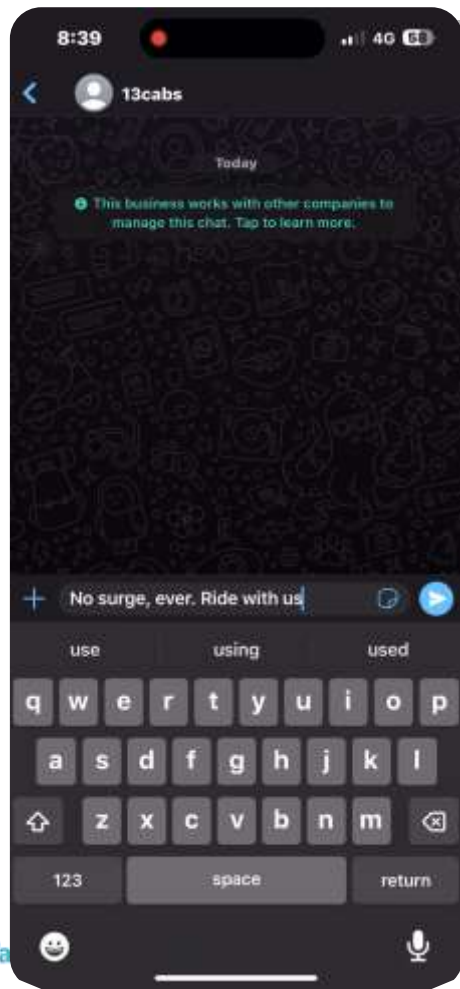 8:39
4G 68
13cabs
Today
This business works with other companies to
manage this chat. Tap to learn more.
No surge, ever. Ride with us
use using used
q w e r t y u i o p
a s d f g h j k l
z x c v b n m
123 space return